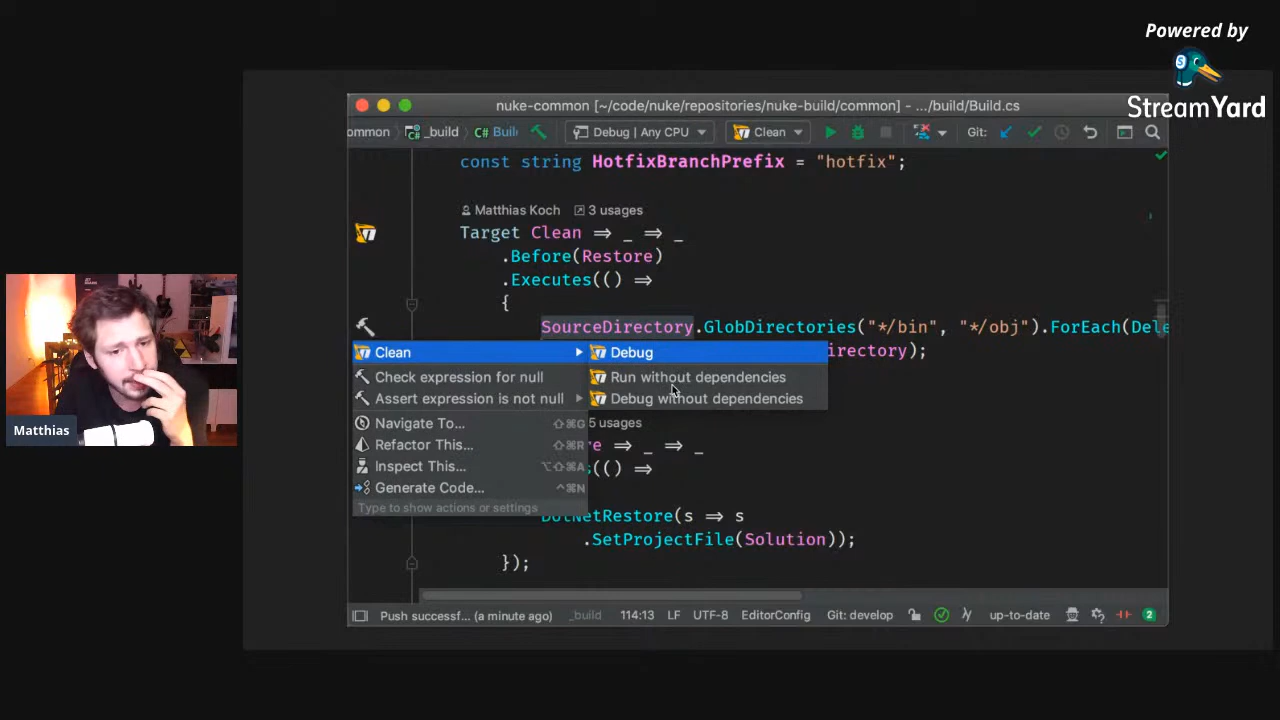 Powered by
StreamYard
nuke-common [~/code/nuke/repositories/nuke-build/common] - .../build/Build.cs
ommon _build Buil Debug | Any CPU Clean Git:
const string HotfixBranchPrefix = "hotfix";
Matthias Koch 3 usages
Target Clean ⇒ _ ⇒ _
.Before(Restore)
.Executes(() ⇒
{
SourceDirectory.GlobDirectories("*/bin", "*/obj").ForEach(Dele
irectory);
Clean
Debug
Check expression for null
Run without dependencies
Assert expression is not null
Debug without dependencies
Navigate To... ⇧⌘G
5 usages
Refactor This... ⇧⌘R
re ⇒ _ ⇒ _
Inspect This... ⌥⇧⌘A
s(() ⇒
Generate Code... ^⌘N
Type to show actions or settings
DotNetRestore(s ⇒ s
.SetProjectFile(Solution));
});
Push successf... (a minute ago) _build 114:13 LF UTF-8 EditorConfig Git: develop up-to-date 2
Matthias